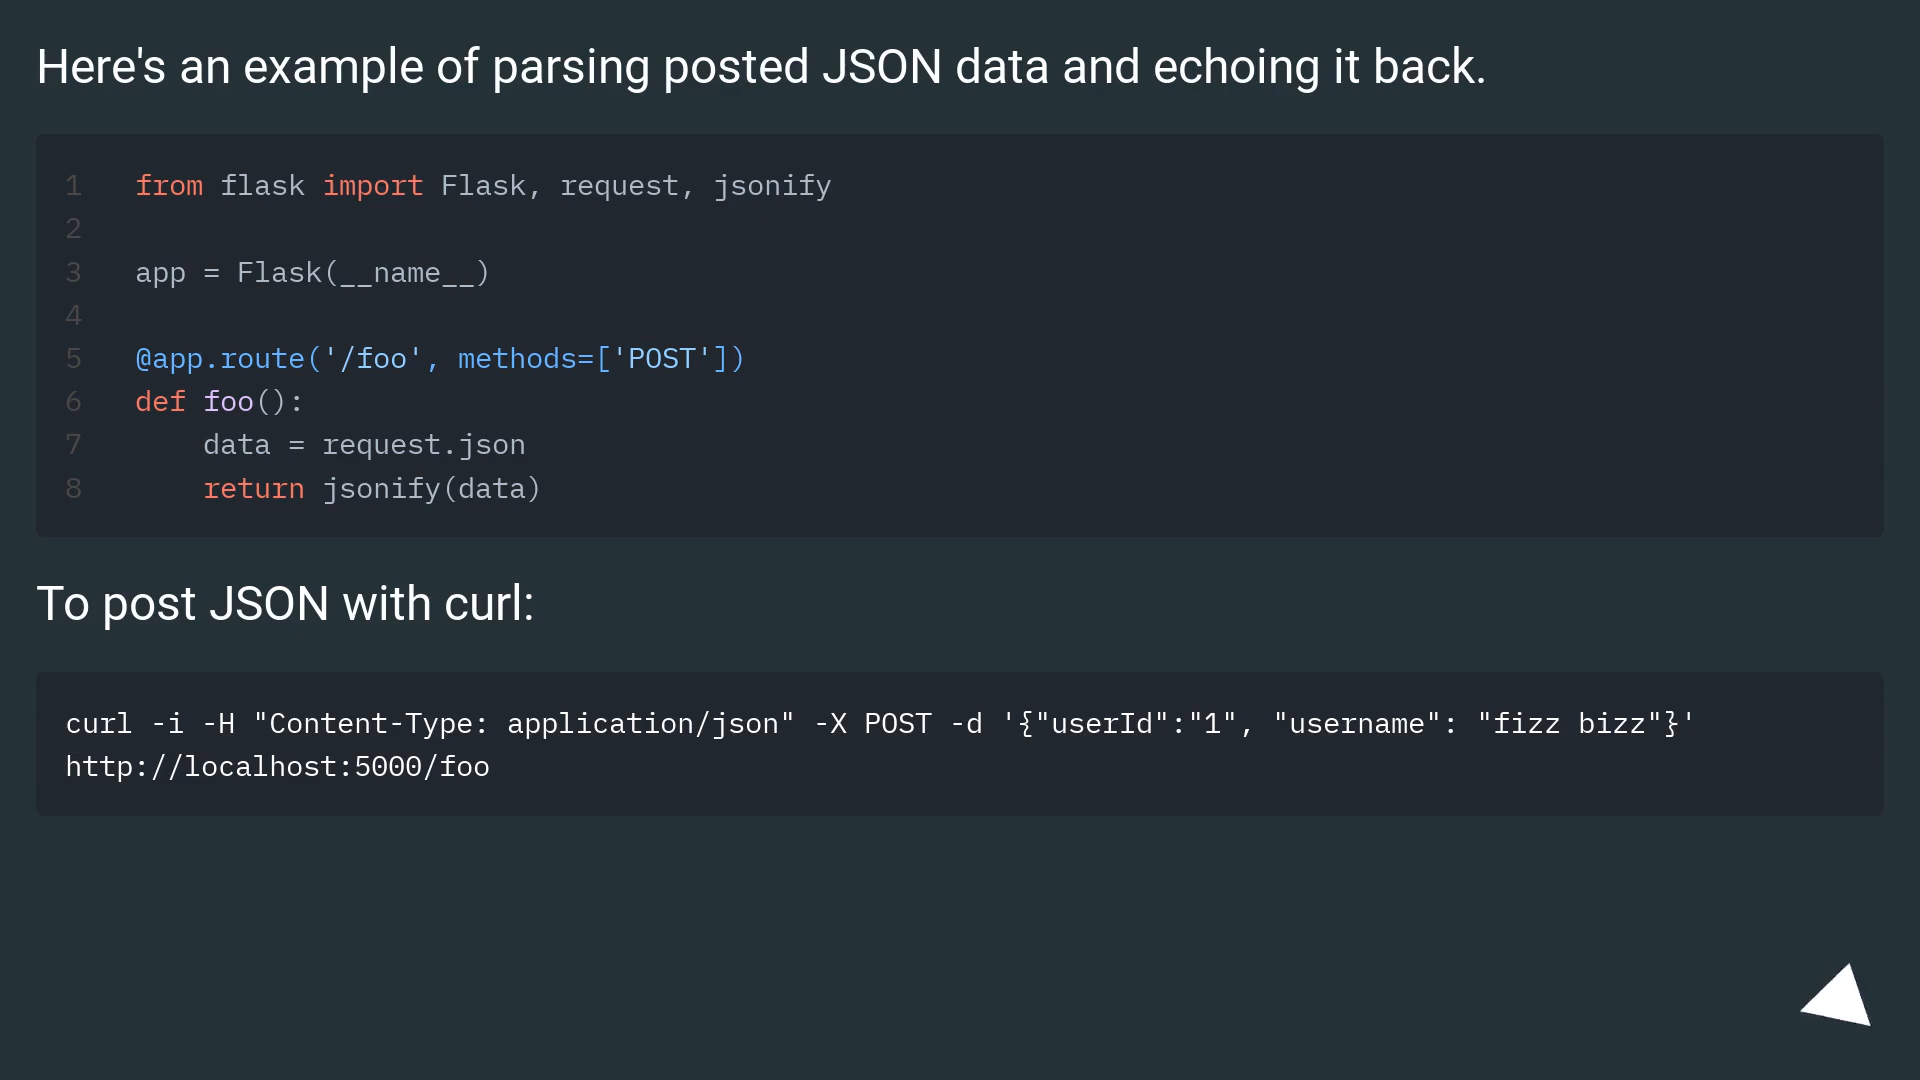 Here's an example of parsing posted JSON data and echoing it back.
1 from flask import Flask, request, jsonify
2
3 app = Flask(__name__)
4
5 @app.route('/foo', methods=['POST'])
6 def foo():
7     data = request.json
8     return jsonify(data)
To post JSON with curl:
curl -i -H "Content-Type: application/json" -X POST -d '{"userId":"1", "username": "fizz bizz"}'
http://localhost:5000/foo